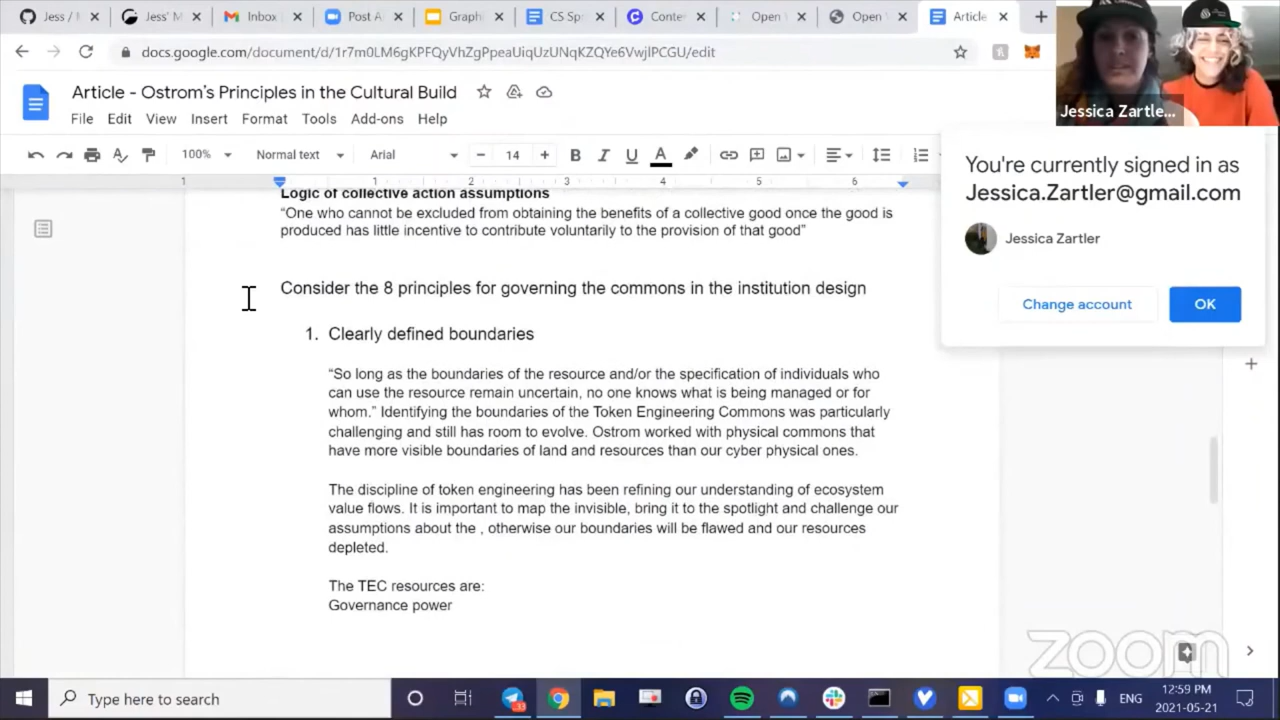 Jess / I
Jess' M
Inbox
Post A
Graphi
CS Sp
Conte
Open
Open
Article
docs.google.com/document/d/1r7m0LM6gKPFQyVhZgPpeaUiqUzUNqKZQYe6VwjlPCGU/edit
Article - Ostrom's Principles in the Cultural Build
File Edit View Insert Format Tools Add-ons Help
100% Normal text Arial 14
Jessica Zartle...
You're currently signed in as
Jessica.Zartler@gmail.com
Jessica Zartler
Change account
OK
1 1 2 3 4 5 6
Logic of collective action assumptions
“One who cannot be excluded from obtaining the benefits of a collective good once the good is
produced has little incentive to contribute voluntarily to the provision of that good”
Consider the 8 principles for governing the commons in the institution design
1. Clearly defined boundaries
“So long as the boundaries of the resource and/or the specification of individuals who
can use the resource remain uncertain, no one knows what is being managed or for
whom.” Identifying the boundaries of the Token Engineering Commons was particularly
challenging and still has room to evolve. Ostrom worked with physical commons that
have more visible boundaries of land and resources than our cyber physical ones.
The discipline of token engineering has been refining our understanding of ecosystem
value flows. It is important to map the invisible, bring it to the spotlight and challenge our
assumptions about the , otherwise our boundaries will be flawed and our resources
depleted.
The TEC resources are:
Governance power
zoom
Type here to search
ENG
12:59 PM
2021-05-21